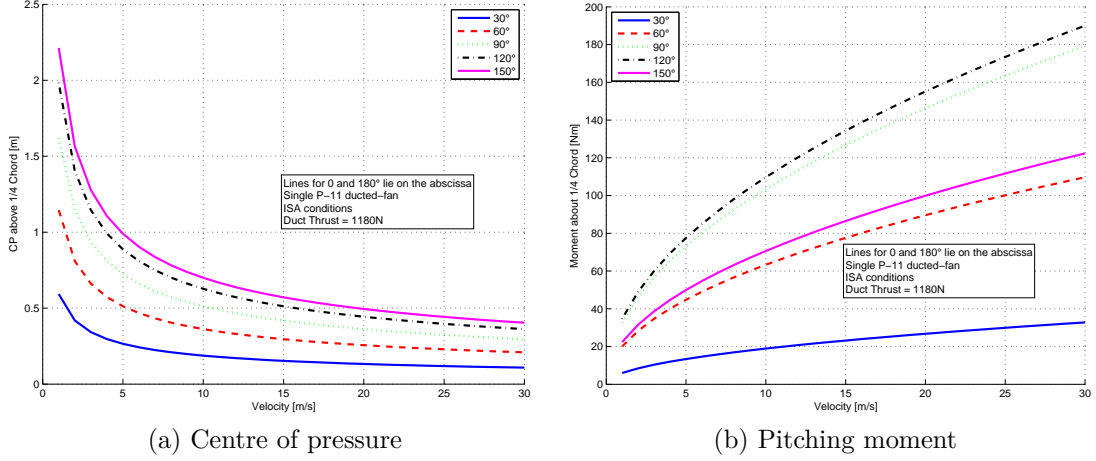 2.5
2
1.5
1
0.5
0
0 5 10 15 20 25 30
CP above 1/4 Chord [m]
Velocity [m/s]
30°
60°
90°
120°
150°
Lines for 0 and 180° lie on the abscissa
Single P−11 ducted−fan
ISA conditions
Duct Thrust = 1180N
(a) Centre of pressure
200
180
160
140
120
100
80
60
40
20
0
0 5 10 15 20 25 30
Moment about 1/4 Chord [Nm]
Velocity [m/s]
30°
60°
90°
120°
150°
Lines for 0 and 180° lie on the abscissa
Single P−11 ducted−fan
ISA conditions
Duct Thrust = 1180N
(b) Pitching moment